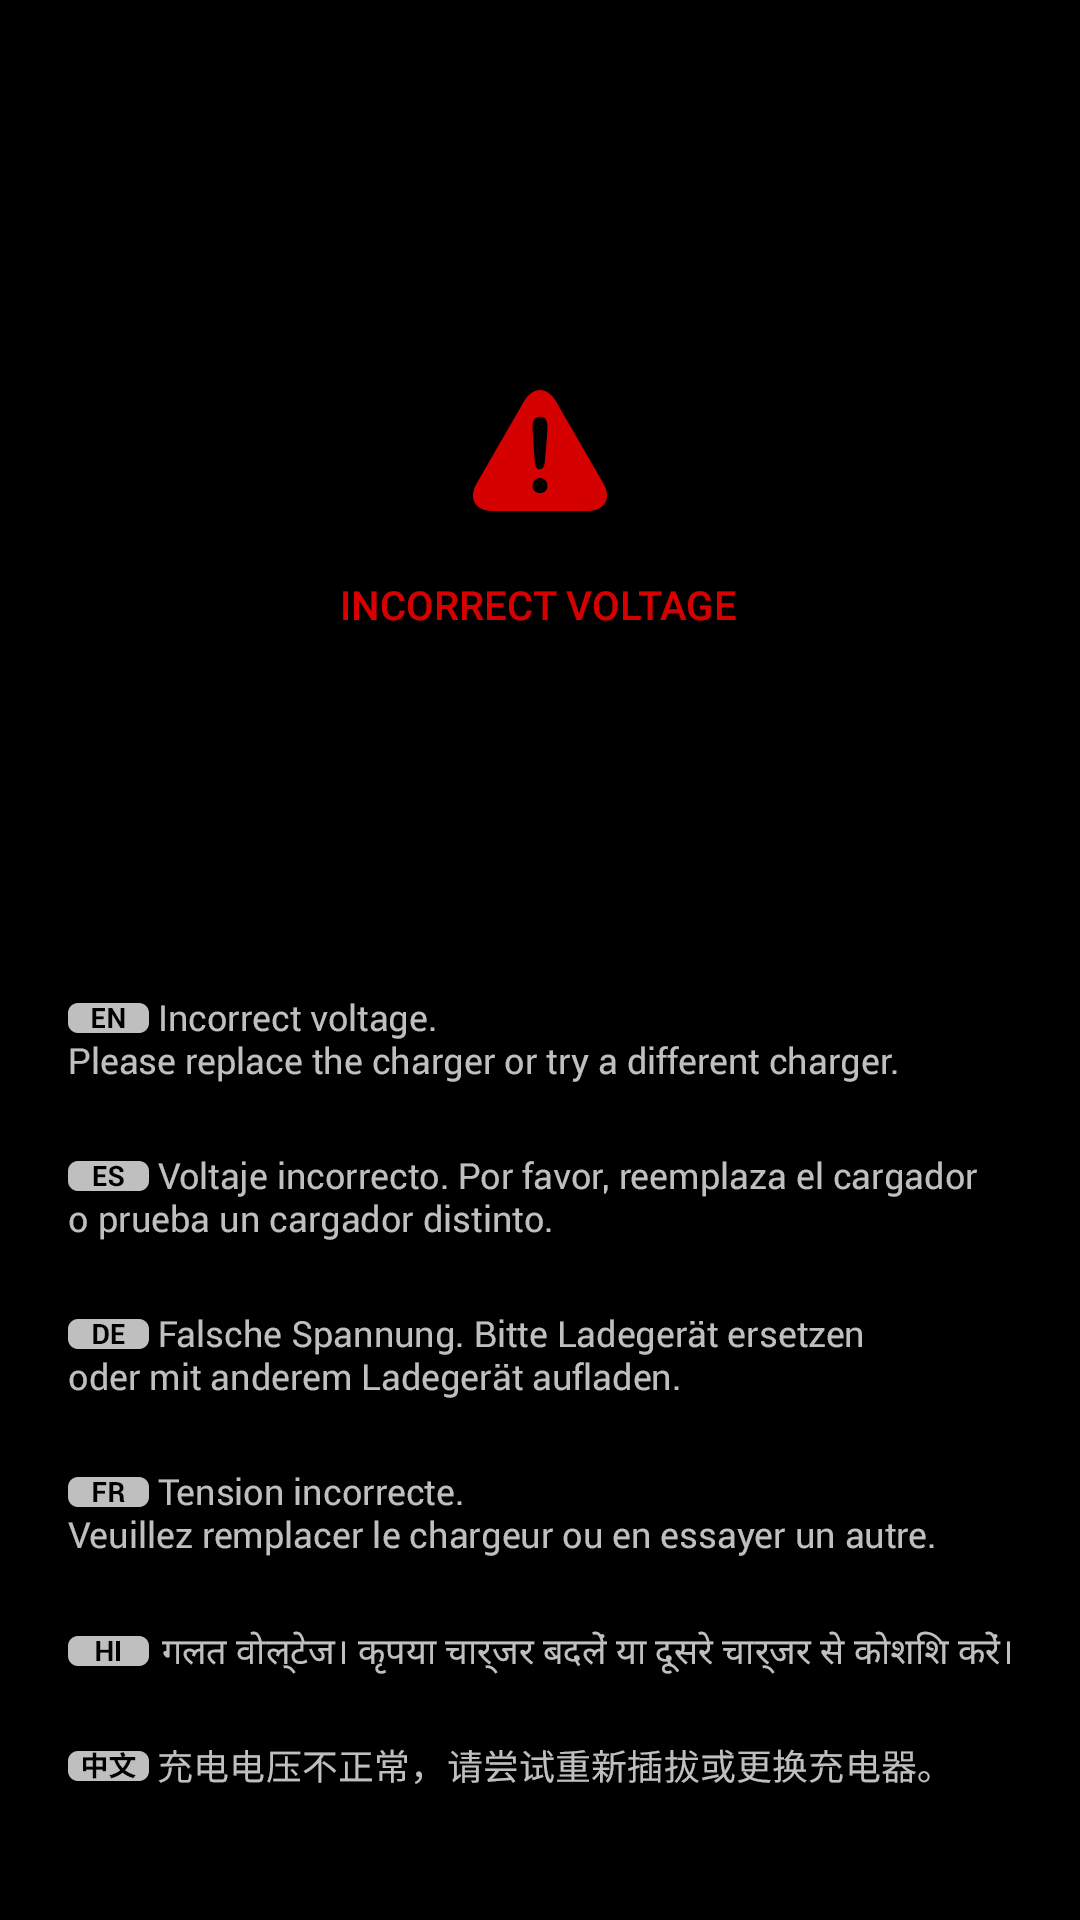 INCORRECT VOLTAGE
EN Incorrect voltage.
Please replace the charger or try a different charger.
ES Voltaje incorrecto. Por favor, reemplaza el cargador
o prueba un cargador distinto.
DE Falsche Spannung. Bitte Ladegerät ersetzen
oder mit anderem Ladegerät aufladen.
FR Tension incorrecte.
Veuillez remplacer le chargeur ou en essayer un autre.
HI गलत वोल्‌टेज। कृपया चार्‌जर बदलें या दूसरे चार्‌जर से कोशशि करें।
中文 充电电压不正常，请尝试重新插拔或更换充电器。